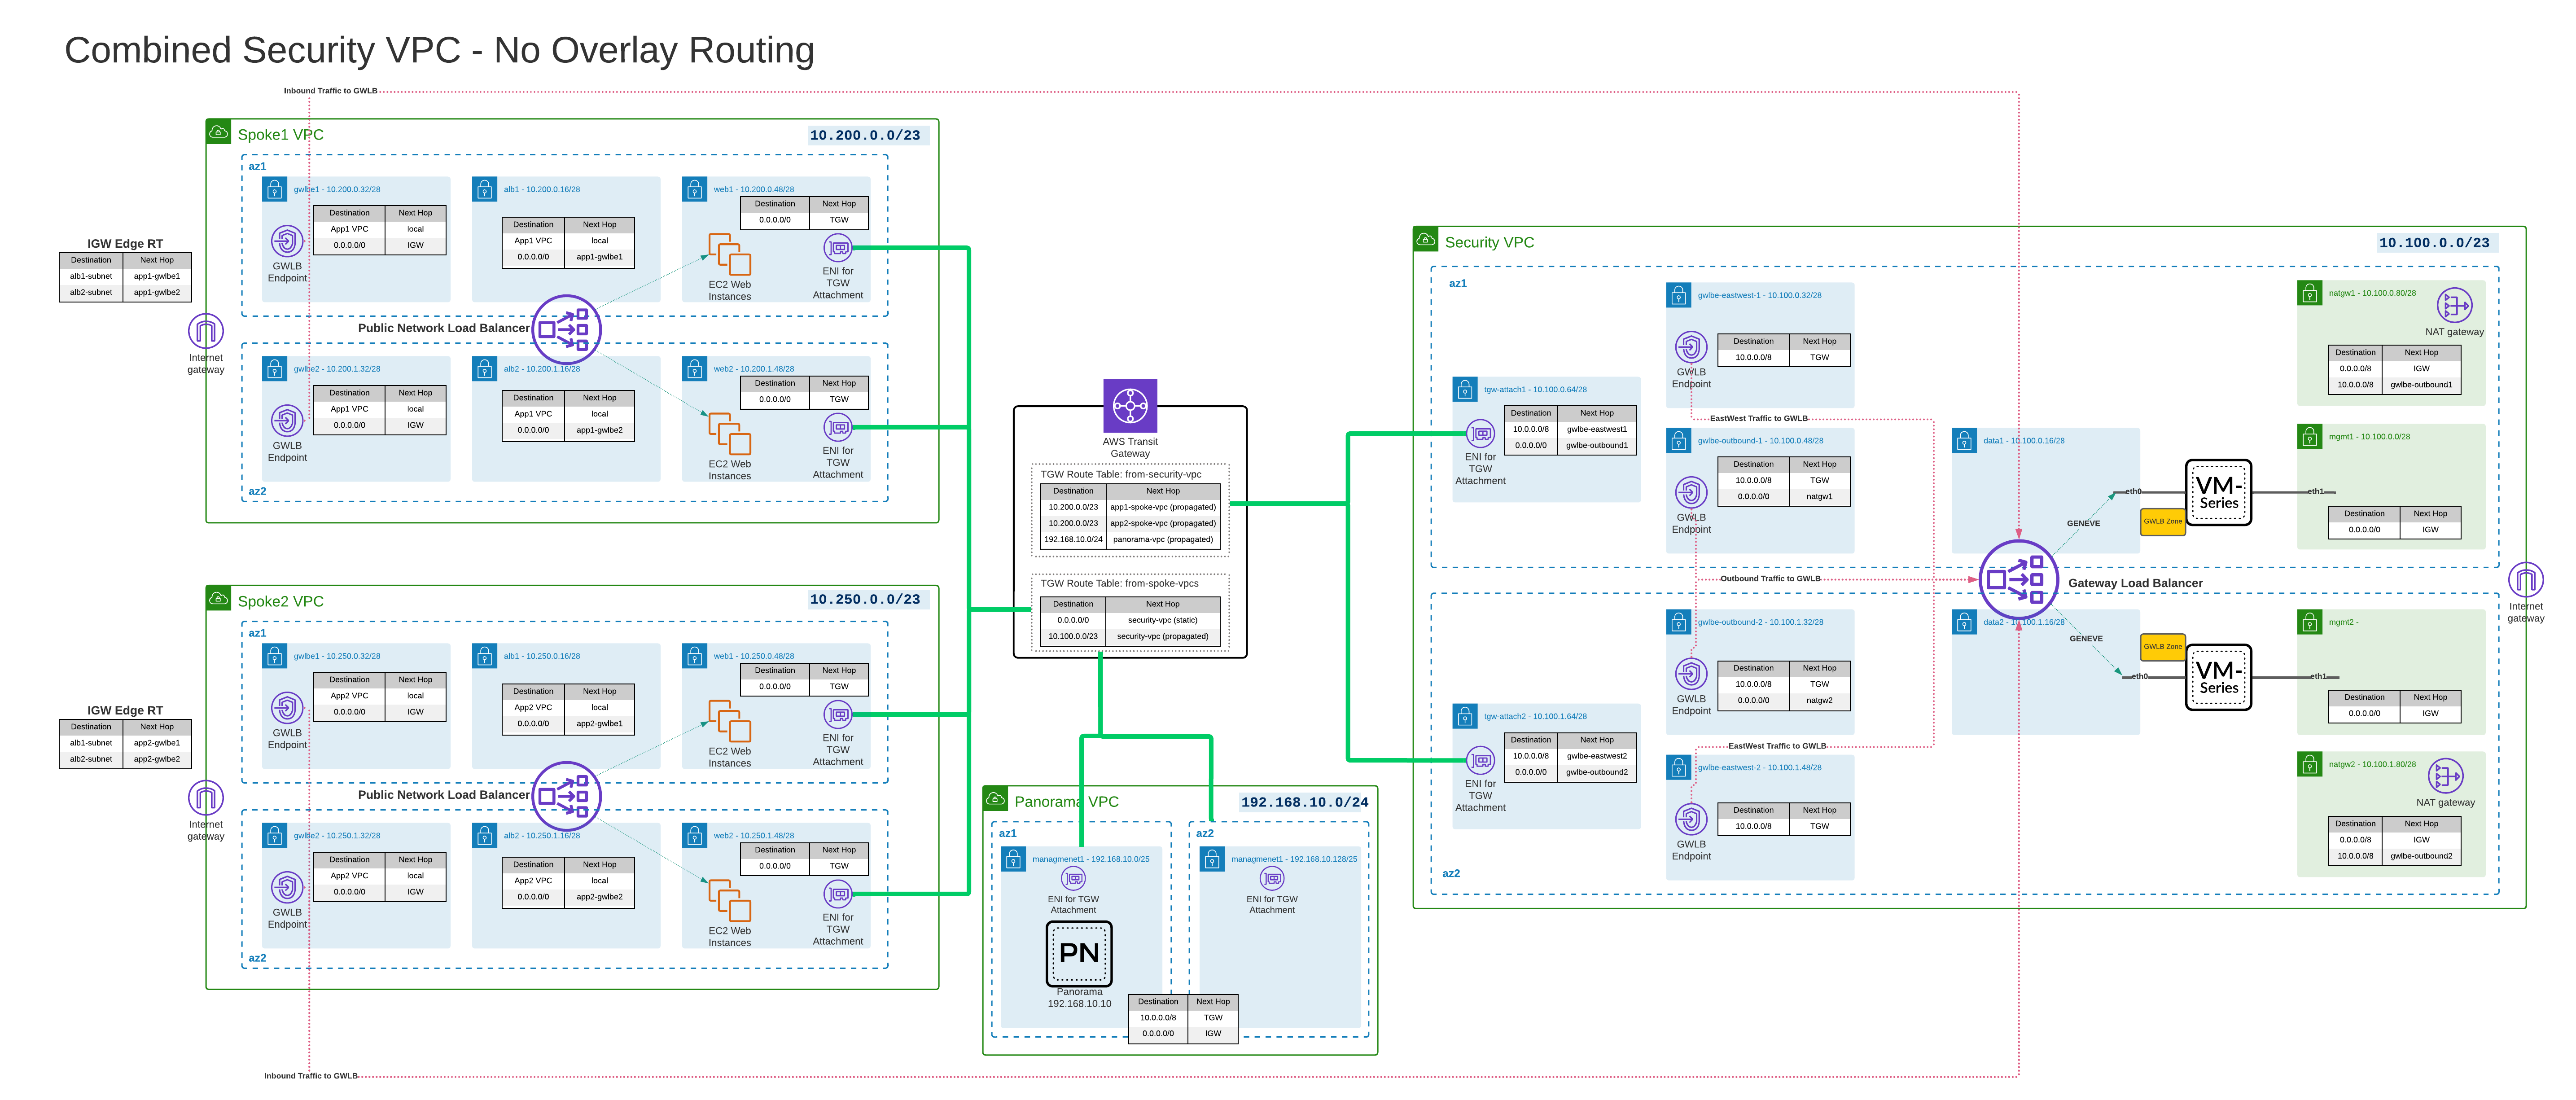 Combined Security VPC - No Overlay Routing
Inbound Traffic to GWLB
Spoke1 VPC
10.200.0.0/23
az1
gwlbe1 - 10.200.0.32/28
Destination Next Hop
App1 VPC local
0.0.0.0/0 IGW
GWLB
Endpoint
alb1 - 10.200.0.16/28
Destination Next Hop
App1 VPC local
0.0.0.0/0 app1-gwlbe1
web1 - 10.200.0.48/28
Destination Next Hop
0.0.0.0/0 TGW
EC2 Web
Instances
ENI for
TGW
Attachment
IGW Edge RT
Destination Next Hop
alb1-subnet app1-gwlbe1
alb2-subnet app1-gwlbe2
Internet
gateway
Public Network Load Balancer
gwlbe2 - 10.200.1.32/28
Destination Next Hop
App1 VPC local
0.0.0.0/0 IGW
GWLB
Endpoint
alb2 - 10.200.1.16/28
Destination Next Hop
App1 VPC local
0.0.0.0/0 app1-gwlbe2
web2 - 10.200.1.48/28
Destination Next Hop
0.0.0.0/0 TGW
EC2 Web
Instances
ENI for
TGW
Attachment
az2
Spoke2 VPC
10.250.0.0/23
az1
gwlbe1 - 10.250.0.32/28
Destination Next Hop
App2 VPC local
0.0.0.0/0 IGW
GWLB
Endpoint
alb1 - 10.250.0.16/28
Destination Next Hop
App2 VPC local
0.0.0.0/0 app2-gwlbe1
web1 - 10.250.0.48/28
Destination Next Hop
0.0.0.0/0 TGW
EC2 Web
Instances
ENI for
TGW
Attachment
IGW Edge RT
Destination Next Hop
alb1-subnet app2-gwlbe1
alb2-subnet app2-gwlbe2
Internet
gateway
Public Network Load Balancer
gwlbe2 - 10.250.1.32/28
Destination Next Hop
App2 VPC local
0.0.0.0/0 IGW
GWLB
Endpoint
alb2 - 10.250.1.16/28
Destination Next Hop
App2 VPC local
0.0.0.0/0 app2-gwlbe2
web2 - 10.250.1.48/28
Destination Next Hop
0.0.0.0/0 TGW
EC2 Web
Instances
ENI for
TGW
Attachment
az2
Inbound Traffic to GWLB
AWS Transit
Gateway
TGW Route Table: from-security-vpc
Destination Next Hop
10.200.0.0/23 app1-spoke-vpc (propagated)
10.200.0.0/23 app2-spoke-vpc (propagated)
192.168.10.0/24 panorama-vpc (propagated)
TGW Route Table: from-spoke-vpcs
Destination Next Hop
0.0.0.0/0 security-vpc (static)
10.100.0.0/23 security-vpc (propagated)
Panorama VPC
192.168.10.0/24
az1
managmenet1 - 192.168.10.0/25
ENI for TGW
Attachment
PN
Panorama
192.168.10.10
az2
managmenet1 - 192.168.10.128/25
ENI for TGW
Attachment
Destination Next Hop
10.0.0.0/8 TGW
0.0.0.0/0 IGW
Security VPC
10.100.0.0/23
az1
tgw-attach1 - 10.100.0.64/28
Destination Next Hop
10.0.0.0/8 gwlbe-eastwest1
0.0.0.0/0 gwlbe-outbound1
ENI for
TGW
Attachment
gwlbe-eastwest-1 - 10.100.0.32/28
Destination Next Hop
10.0.0.0/8 TGW
GWLB
Endpoint
EastWest Traffic to GWLB
gwlbe-outbound-1 - 10.100.0.48/28
Destination Next Hop
10.0.0.0/8 TGW
0.0.0.0/0 natgw1
GWLB
Endpoint
data1 - 10.100.0.16/28
eth0
GENEVE
GWLB Zone
VM-
Series
eth1
natgw1 - 10.100.0.80/28
NAT gateway
Destination Next Hop
0.0.0.0/8 IGW
10.0.0.0/8 gwlbe-outbound1
mgmt1 - 10.100.0.0/28
Destination Next Hop
0.0.0.0/0 IGW
Outbound Traffic to GWLB
Gateway Load Balancer
Internet
gateway
tgw-attach2 - 10.100.1.64/28
Destination Next Hop
10.0.0.0/8 gwlbe-eastwest2
0.0.0.0/0 gwlbe-outbound2
ENI for
TGW
Attachment
gwlbe-outbound-2 - 10.100.1.32/28
Destination Next Hop
10.0.0.0/8 TGW
0.0.0.0/0 natgw2
GWLB
Endpoint
EastWest Traffic to GWLB
gwlbe-eastwest-2 - 10.100.1.48/28
Destination Next Hop
10.0.0.0/8 TGW
GWLB
Endpoint
data2 - 10.100.1.16/28
GENEVE
GWLB Zone
eth0
VM-
Series
eth1
mgmt2 -
Destination Next Hop
0.0.0.0/0 IGW
natgw2 - 10.100.1.80/28
NAT gateway
Destination Next Hop
0.0.0.0/8 IGW
10.0.0.0/8 gwlbe-outbound2
az2